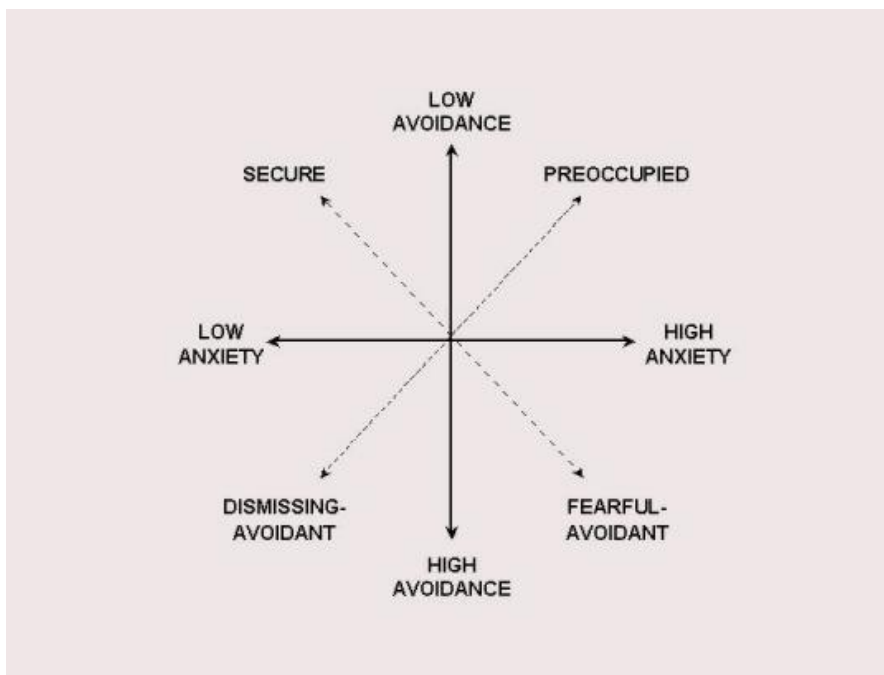 LOW
AVOIDANCE
SECURE
PREOCCUPIED
LOW
ANXIETY
HIGH
ANXIETY
DISMISSING-
AVOIDANT
FEARFUL-
AVOIDANT
HIGH
AVOIDANCE